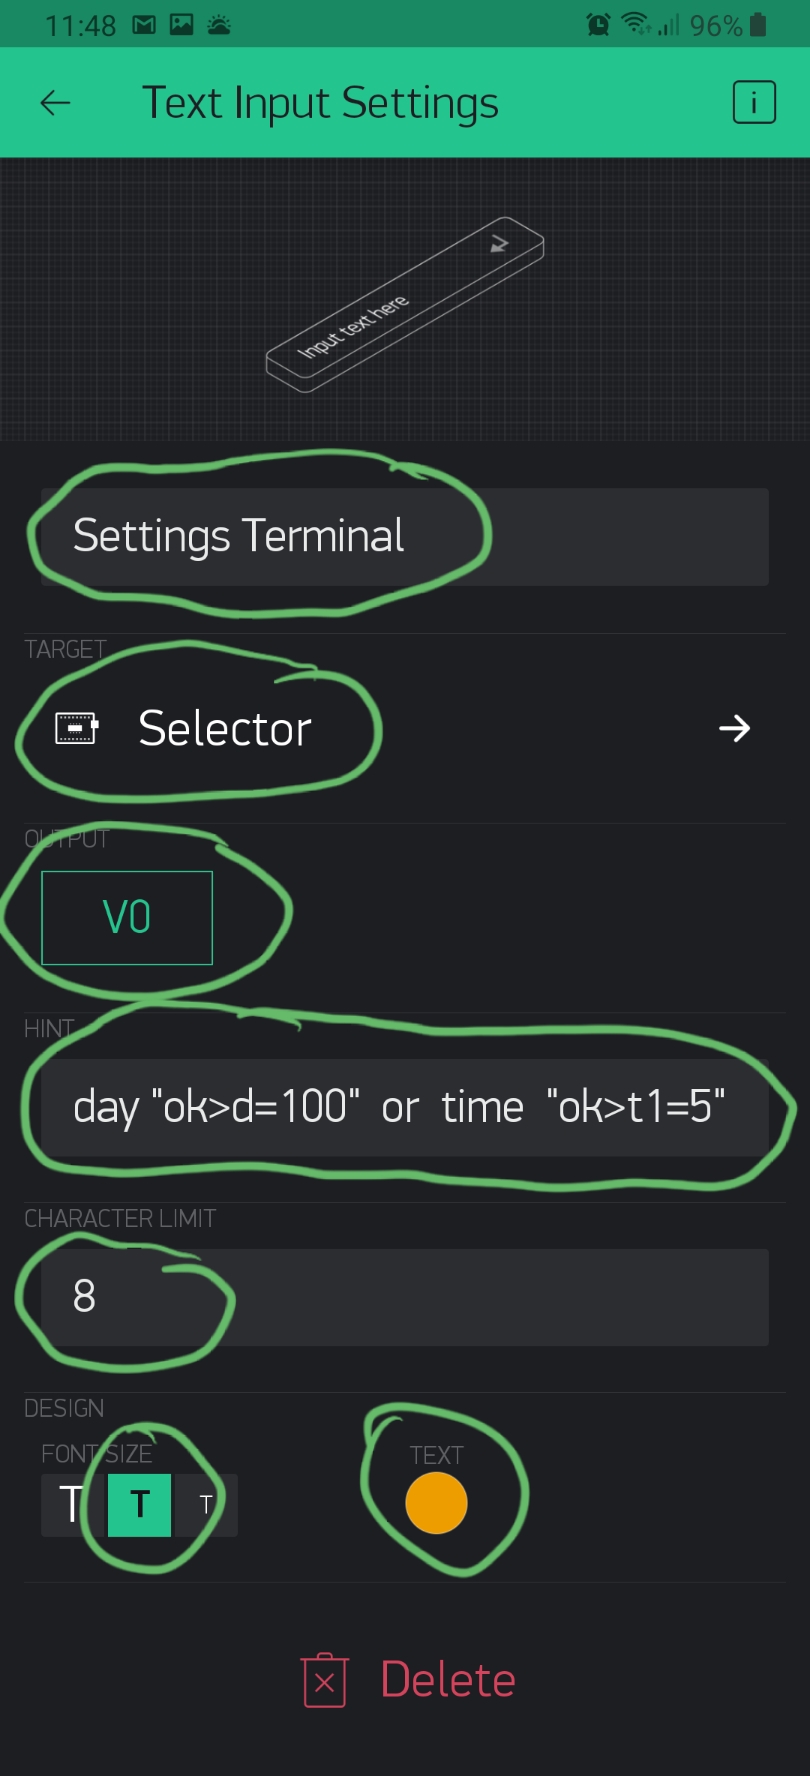 11:48 96%
Text Input Settings i
Input text here
Settings Terminal
TARGET
Selector
OUTPUT
V0
HINT
day "ok>d=100" or time "ok>t1=5"
CHARACTER LIMIT
8
DESIGN
FONT SIZE TEXT
T T T
Delete